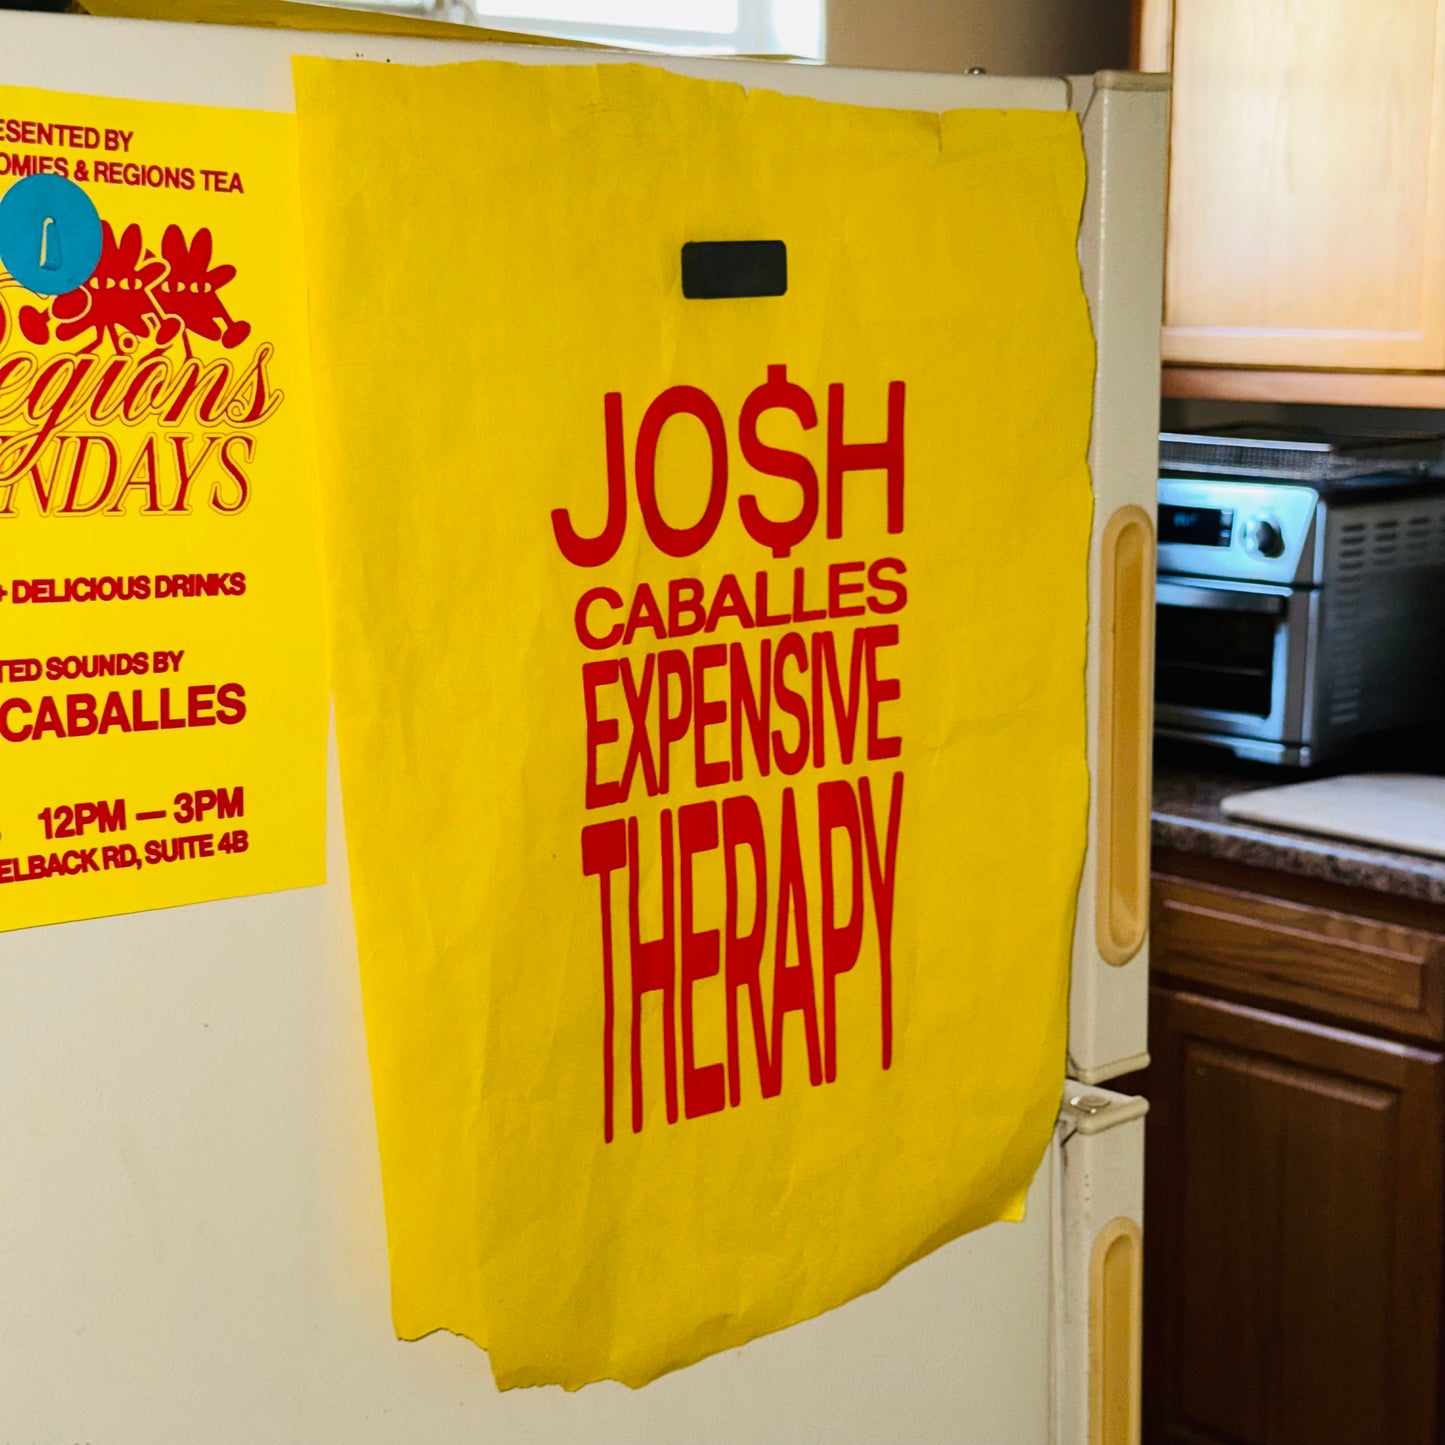 ESENTED BY
OMIES & REGIONS TEA
Regions
NDAYS
+ DELICIOUS DRINKS
TED SOUNDS BY
CABALLES
12PM — 3PM
ELBACK RD, SUITE 4B
JO$H
CABALLES
EXPENSIVE
THERAPY